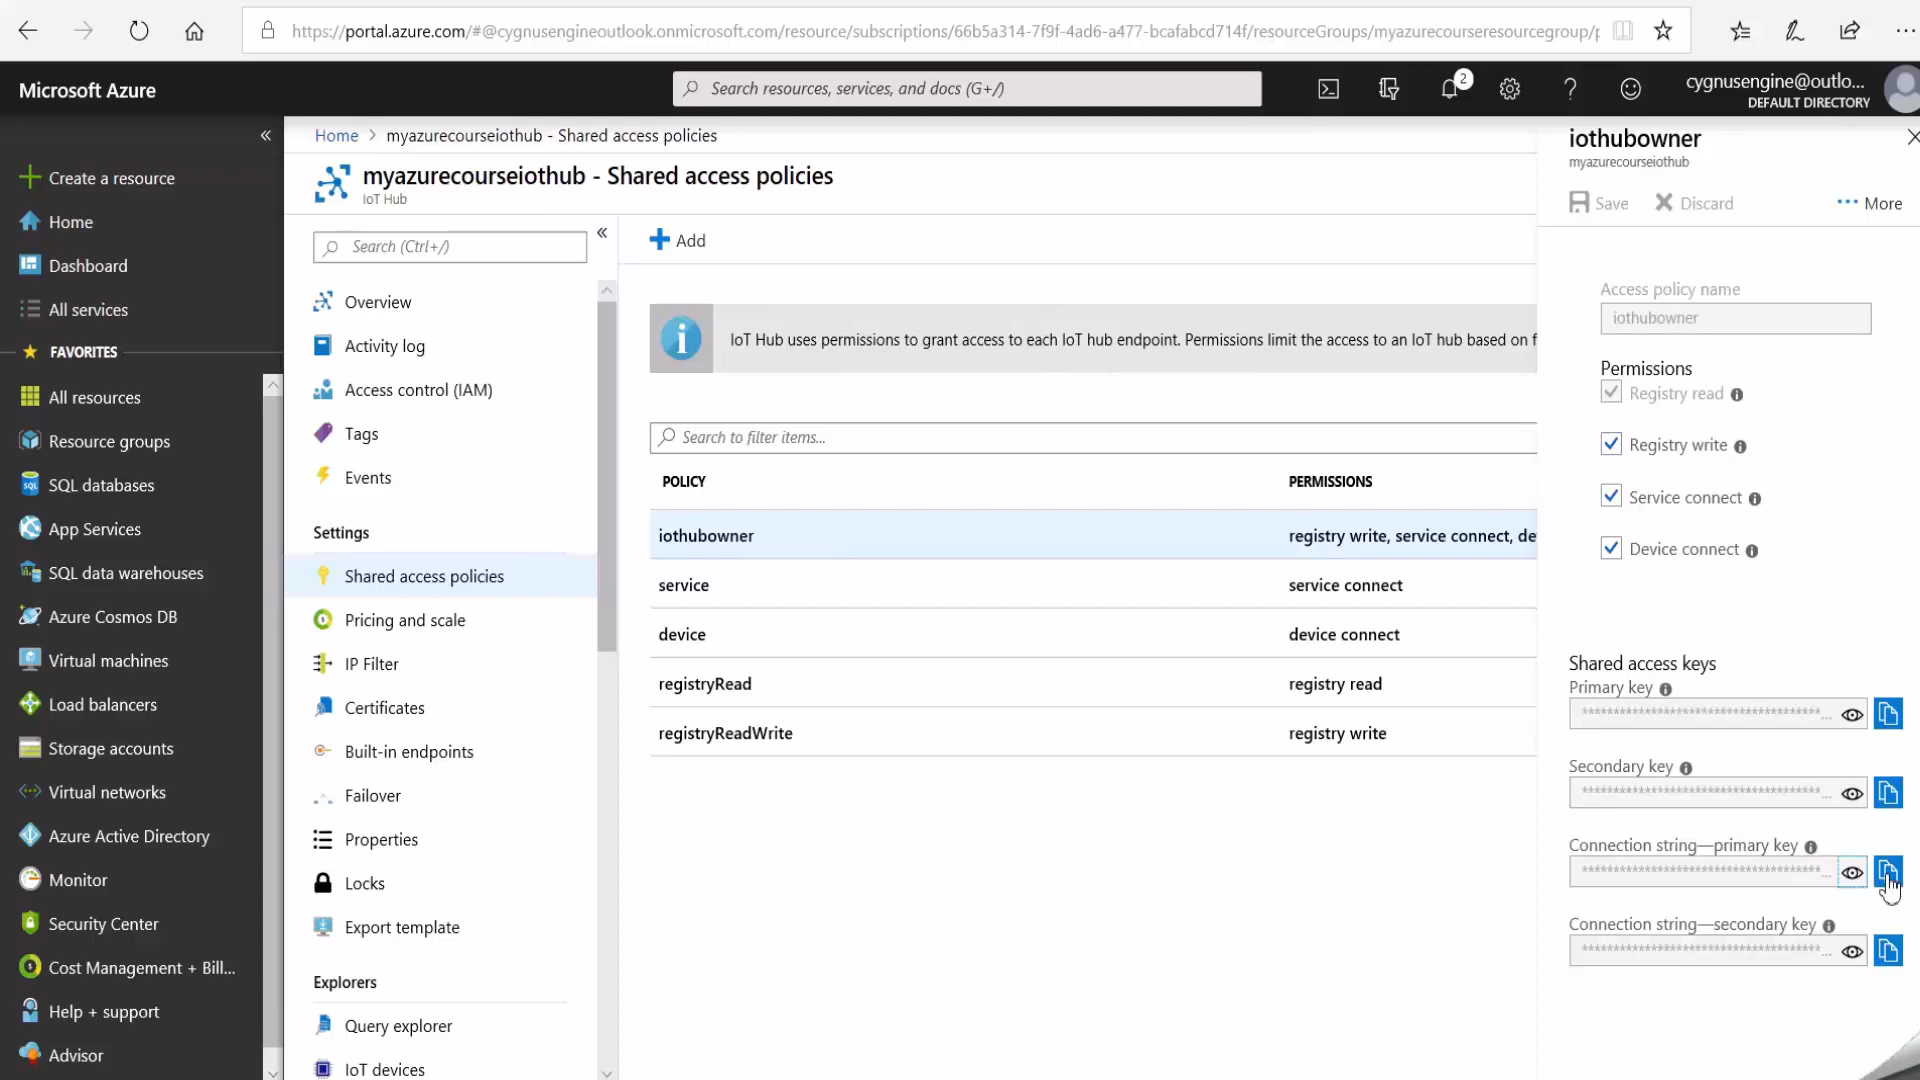 https://portal.azure.com/#@cygnusengineoutlook.onmicrosoft.com/resource/subscriptions/66b5a314-7f9f-4ad6-a477-bcafabcd714f/resourceGroups/myazurecourseresourcegroup/p
Microsoft Azure
Search resources, services, and docs (G+/)
2
cygnusengine@outlo...
DEFAULT DIRECTORY
Create a resource
Home
Dashboard
All services
FAVORITES
All resources
Resource groups
SQL databases
App Services
SQL data warehouses
Azure Cosmos DB
Virtual machines
Load balancers
Storage accounts
Virtual networks
Azure Active Directory
Monitor
Security Center
Cost Management + Bill...
Help + support
Advisor
Home > myazurecourseiothub - Shared access policies
myazurecourseiothub - Shared access policies
IoT Hub
Search (Ctrl+/)
Overview
Activity log
Access control (IAM)
Tags
Events
Settings
Shared access policies
Pricing and scale
IP Filter
Certificates
Built-in endpoints
Failover
Properties
Locks
Export template
Explorers
Query explorer
IoT devices
Add
IoT Hub uses permissions to grant access to each IoT hub endpoint. Permissions limit the access to an IoT hub based on f
Search to filter items...
POLICY PERMISSIONS
iothubowner registry write, service connect, de
service service connect
device device connect
registryRead registry read
registryReadWrite registry write
iothubowner
myazurecourseiothub
Save Discard More
Access policy name
iothubowner
Permissions
Registry read
Registry write
Service connect
Device connect
Shared access keys
Primary key
Secondary key
Connection string—primary key
Connection string—secondary key